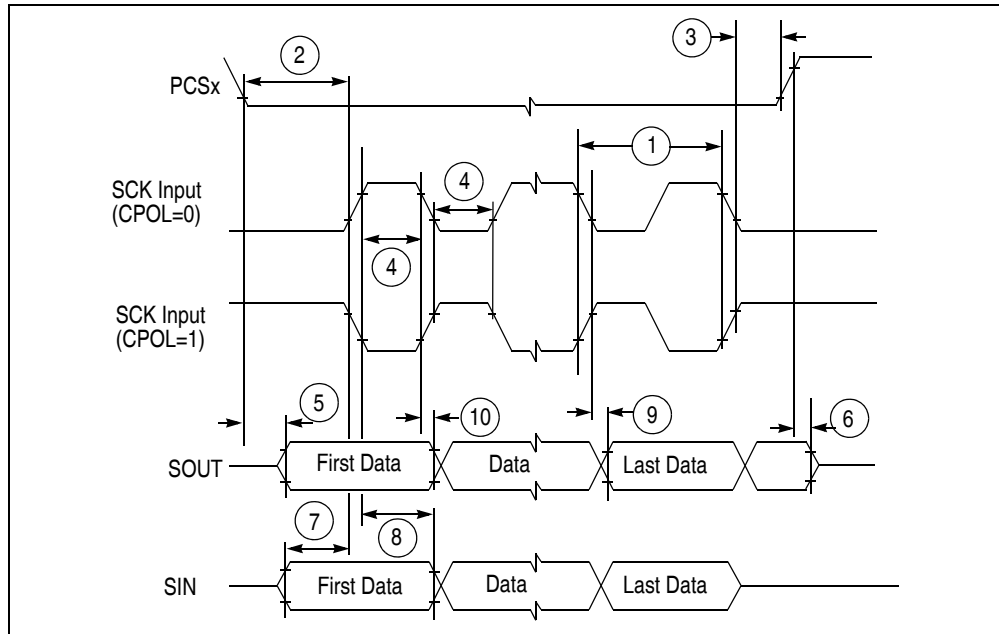 3
2
PCSx
1
SCK Input
(CPOL=0)
4
4
SCK Input
(CPOL=1)
5
10
9
6
SOUT
First Data
Data
Last Data
7
8
SIN
First Data
Data
Last Data